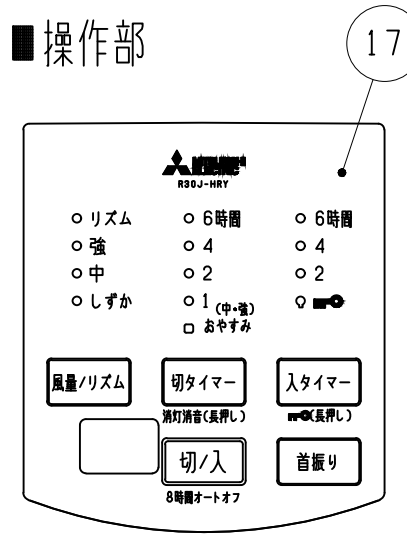 ■操作部
17
R30J-HRY
リズム 6時間 6時間
強 4 4
中 2 2
しずか 1 (中・強)
おやすみ
風量/リズム 切タイマー 入タイマー
消灯消音(長押し) (長押し)
切/入 首振り
8時間オートオフ